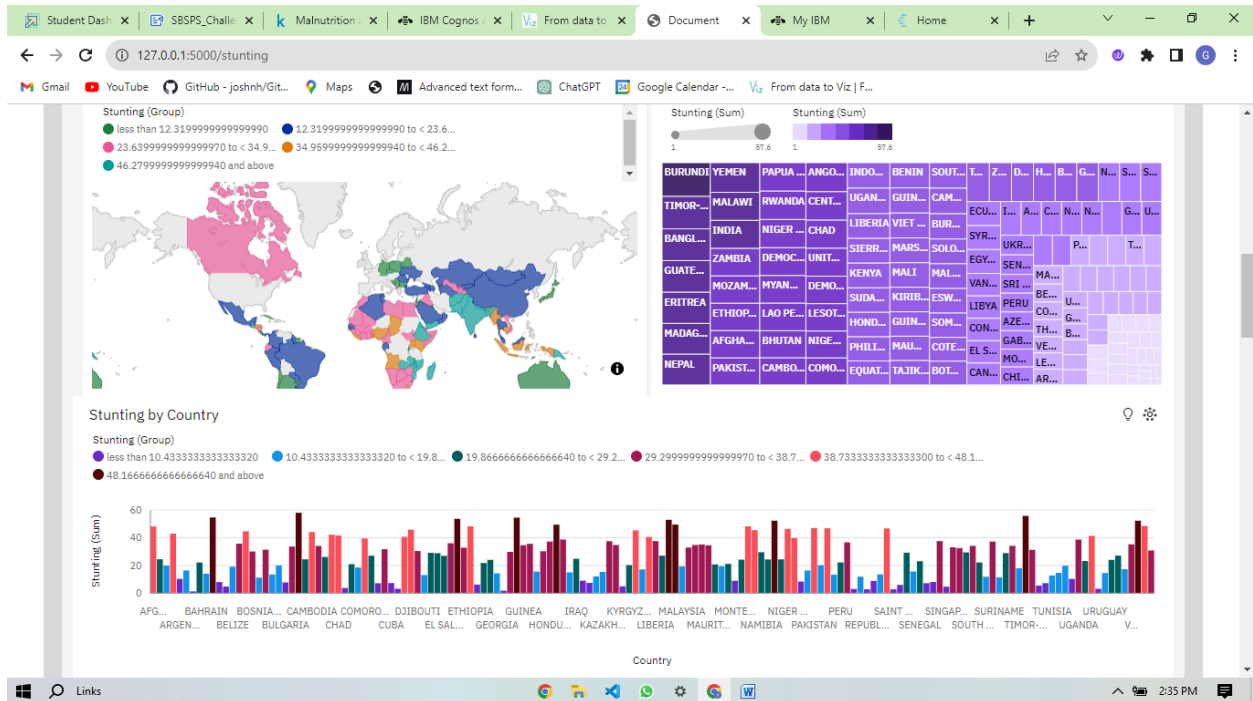 Student Dash
SBSPS_Challe
Malnutrition a
IBM Cognos A
From data to
Document
My IBM
Home
127.0.0.1:5000/stunting
G
Gmail
YouTube
GitHub - joshnh/Git...
Maps
Advanced text form...
ChatGPT
Google Calendar -...
From data to Viz | F...
Stunting (Group)
less than 12.3199999999999990
12.3199999999999990 to < 23.6...
23.6399999999999970 to < 34.9...
34.9599999999999940 to < 46.2...
46.2799999999999940 and above
Stunting (Sum)
1 57.6
Stunting (Sum)
1 57.6
BURUNDI YEMEN PAPUA ... ANGO... INDO... BENIN SOUT... T... Z... D... H... B... G... N... S... S...
TIMOR-... MALAWI RWANDA CENT... UGAN... GUIN... CAM... ECU... I... A... C... N... N... G... U...
BANGL... INDIA NIGER ... CHAD LIBERIA VIET ... BUR... SYR... UKR... P... T...
GUATE... ZAMBIA DEMOC... UNIT... SIERR... MARS... SOLO... EGY... SEN...
ERITREA MOZAM... MYAN... DEMO... KENYA MALI MAL... VAN... SRI ... MA...
MADAG... ETHIOP... LAO PE... LESOT... SUDA... KIRIB... ESW... LIBYA PERU BE... U...
NEPAL AFGHA... BHUTAN NIGE... HOND... GUIN... SOM... CON... AZE... CO... G...
PAKIST... CAMBO... COMO... PHILI... MAU... COTE... EL S... GAB... TH... B...
EQUAT... TAJIK... BOT... CAN... MO... VE...
CHI... LE...
AR...
Stunting by Country
Stunting (Group)
less than 10.4333333333333320
10.4333333333333320 to < 19.8...
19.8666666666666640 to < 29.2...
29.2999999999999970 to < 38.7...
38.7333333333333300 to < 48.1...
48.1666666666666640 and above
Stunting (Sum)
60
40
20
0
AFG... BAHRAIN BOSNIA... CAMBODIA COMORO... DJIBOUTI ETHIOPIA GUINEA IRAQ KYRGYZ... MALAYSIA MONTE... NIGER ... PERU SAINT ... SINGAP... SURINAME TUNISIA URUGUAY
ARGEN... BELIZE BULGARIA CHAD CUBA EL SAL... GEORGIA HONDU... KAZAKH... LIBERIA MAURIT... NAMIBIA PAKISTAN REPUBL... SENEGAL SOUTH ... TIMOR-... UGANDA V...
Country
Links
2:35 PM